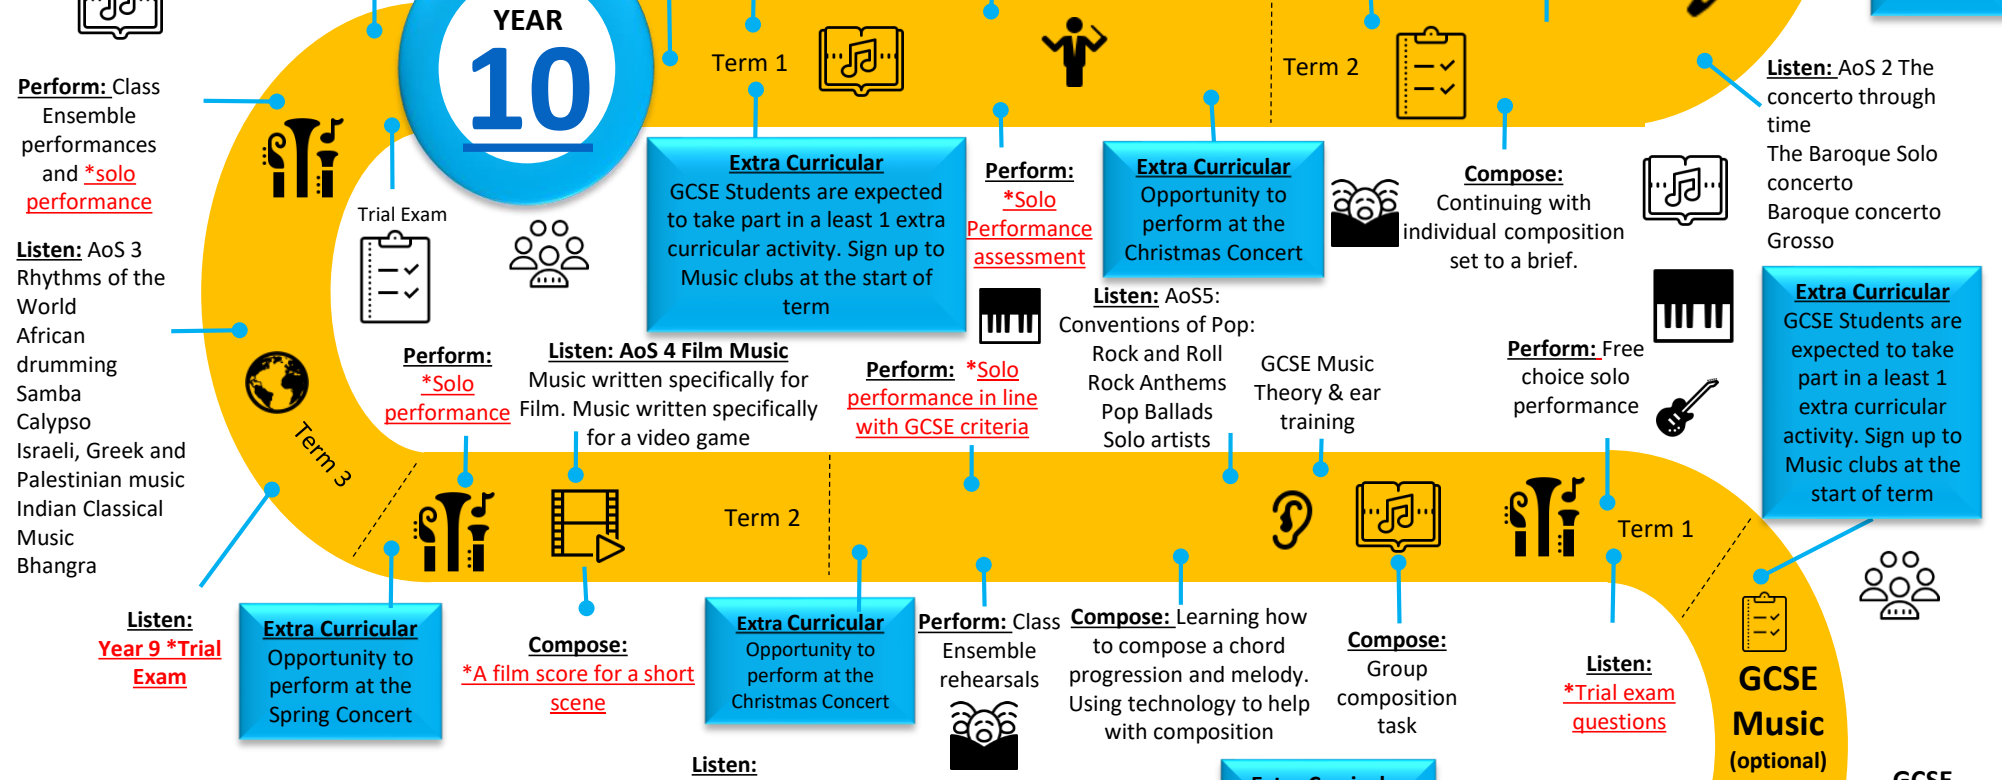 YEAR
10
Term 1
Term 2
Perform: Class
Ensemble
performances
and *solo
performance
Trial Exam
Extra Curricular
GCSE Students are expected
to take part in a least 1 extra
curricular activity. Sign up to
Music clubs at the start of
term
Perform:
*Solo
Performance
assessment
Extra Curricular
Opportunity to
perform at the
Christmas Concert
Compose:
Continuing with
individual composition
set to a brief.
Listen: AoS 2 The
concerto through
time
The Baroque Solo
concerto
Baroque concerto
Grosso
Listen: AoS 3
Rhythms of the
World
African
drumming
Samba
Calypso
Israeli, Greek and
Palestinian music
Indian Classical
Music
Bhangra
Perform:
*Solo
performance
Listen: AoS 4 Film Music
Music written specifically for
Film. Music written specifically
for a video game
Perform: *Solo
performance in line
with GCSE criteria
Listen: AoS5:
Conventions of Pop:
Rock and Roll
Rock Anthems
Pop Ballads
Solo artists
GCSE Music
Theory & ear
training
Perform: Free
choice solo
performance
Extra Curricular
GCSE Students are
expected to take
part in a least 1
extra curricular
activity. Sign up to
Music clubs at the
start of term
Term 3
Term 2
Term 1
Listen:
Year 9 *Trial
Exam
Extra Curricular
Opportunity to
perform at the
Spring Concert
Compose:
*A film score for a short
scene
Extra Curricular
Opportunity to
perform at the
Christmas Concert
Perform: Class
Ensemble
rehearsals
Compose: Learning how
to compose a chord
progression and melody.
Using technology to help
with composition
Compose:
Group
composition
task
Listen:
*Trial exam
questions
GCSE
Music
(optional)
Listen:
Extra Curricular
GCSE